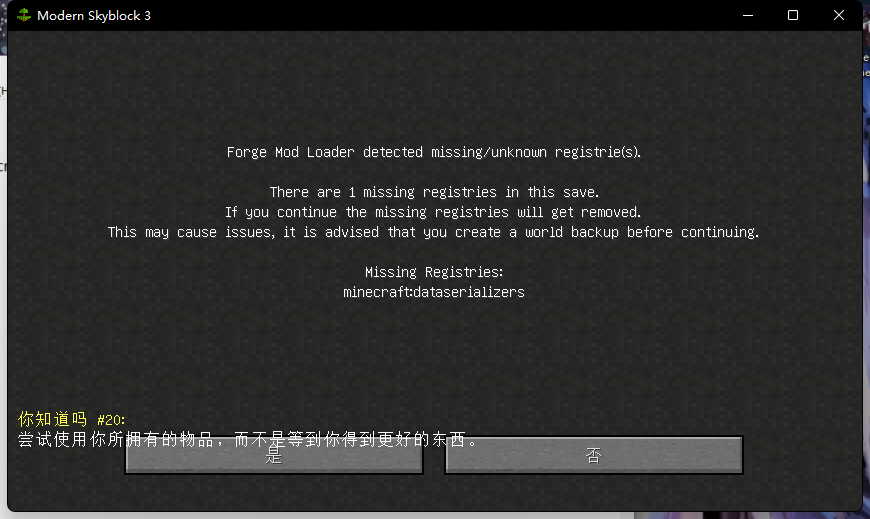 Modern Skyblock 3
Forge Mod Loader detected missing/unknown registrie(s).
There are 1 missing registries in this save.
If you continue the missing registries will get removed.
This may cause issues, it is advised that you create a world backup before continuing.
Missing Registries:
minecraft:dataserializers
你知道吗 #20:
尝试使用你所拥有的物品，而不是等到你得到更好的东西。
是
否